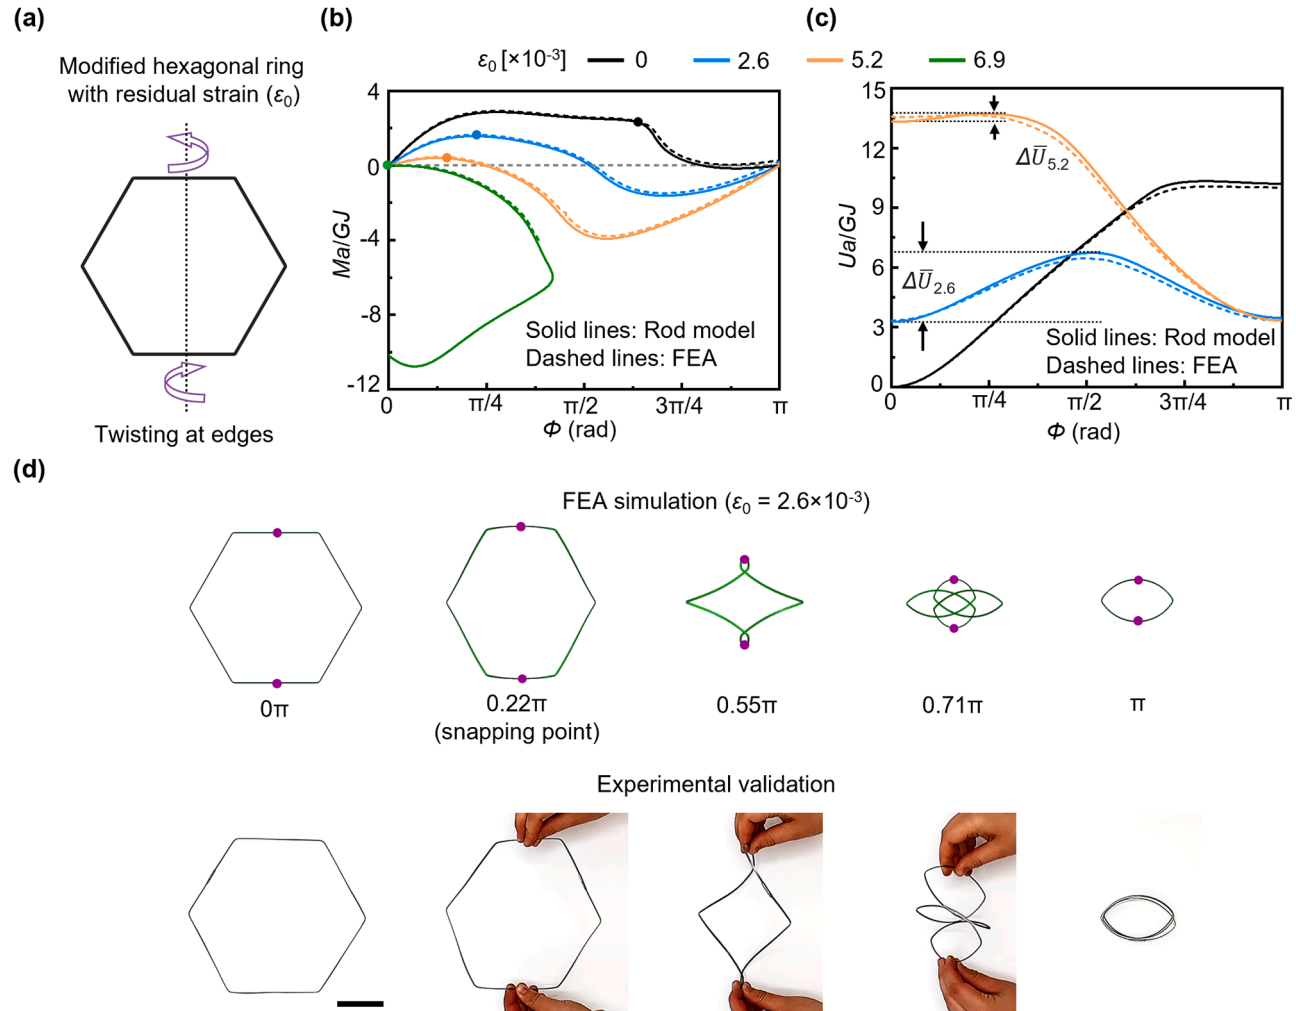 (a)
Modified hexagonal ring
with residual strain (ε₀)
Twisting at edges
(b)
(c)
ε₀ [×10⁻³]
0
2.6
5.2
6.9
4
0
-4
-8
-12
Ma/GJ
Solid lines: Rod model
Dashed lines: FEA
0
π/4
π/2
3π/4
π
Φ (rad)
15
12
9
6
3
0
Ua/GJ
ΔU̅₅.₂
ΔU̅₂.₆
Solid lines: Rod model
Dashed lines: FEA
0
π/4
π/2
3π/4
π
Φ (rad)
(d)
FEA simulation (ε₀ = 2.6×10⁻³)
0π
0.22π
(snapping point)
0.55π
0.71π
π
Experimental validation